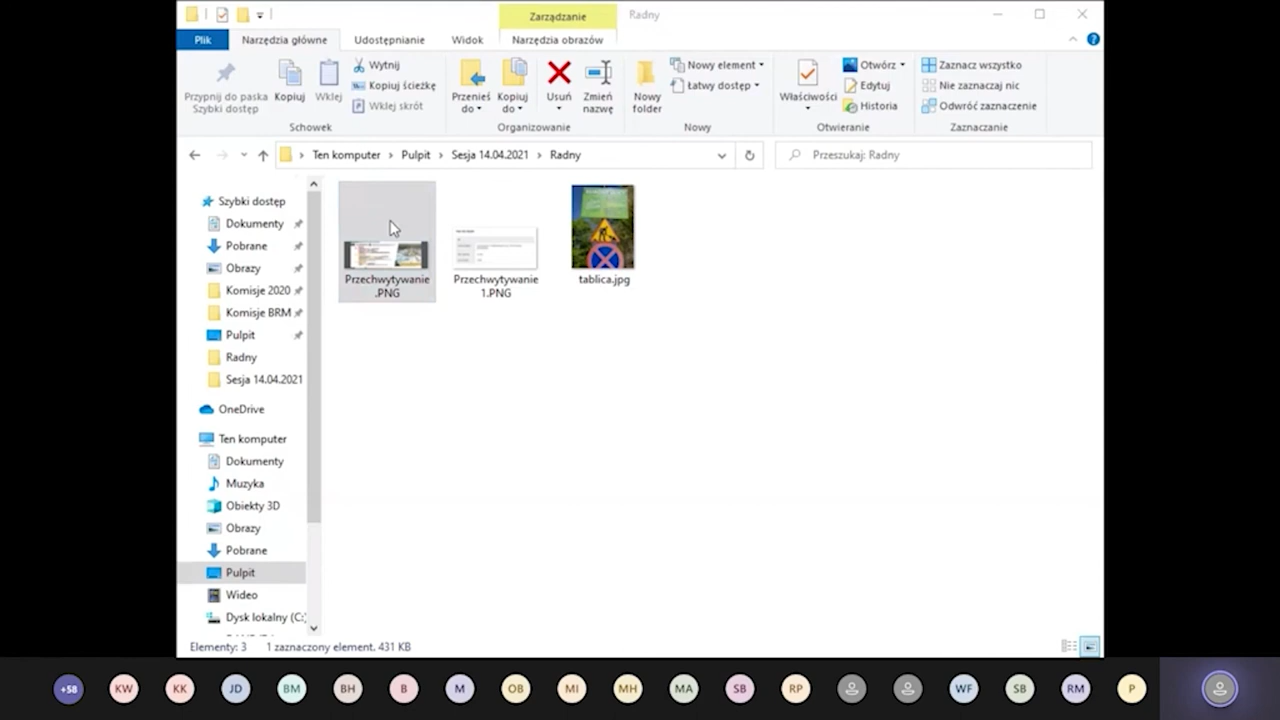 Zarządzanie
Radny
Plik
Narzędzia główne
Udostępnianie
Widok
Narzędzia obrazów
Przypnij do paska
Szybki dostęp
Kopiuj
Wklej
Wytnij
Kopiuj ścieżkę
Wklej skrót
Schowek
Przenieś
do
Kopiuj
do
Usuń
Zmień
nazwę
Organizowanie
Nowy
folder
Nowy element
Łatwy dostęp
Nowy
Właściwości
Otwórz
Edytuj
Historia
Otwieranie
Zaznacz wszystko
Nie zaznaczaj nic
Odwróć zaznaczenie
Zaznaczanie
Ten komputer > Pulpit > Sesja 14.04.2021 > Radny
Przeszukaj: Radny
Szybki dostęp
Dokumenty
Pobrane
Obrazy
Komisje 2020
Komisje BRM
Pulpit
Radny
Sesja 14.04.2021
OneDrive
Ten komputer
Dokumenty
Muzyka
Obiekty 3D
Obrazy
Pobrane
Pulpit
Wideo
Dysk lokalny (C:)
Przechwytywanie
.PNG
Przechwytywanie
1.PNG
tablica.jpg
Elementy: 3 1 zaznaczony element. 431 KB
+58 KW KK JD BM BH B M OB MI MH MA SB RP WF SB RM P